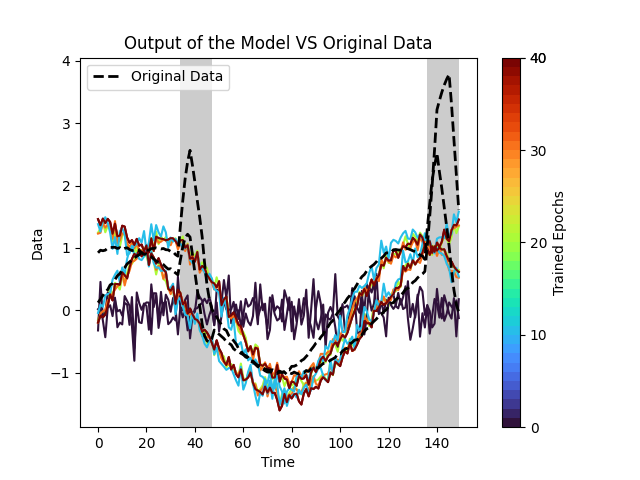 Output of the Model VS Original Data
Original Data
Data
4
3
2
1
0
−1
0 20 40 60 80 100 120 140
Time
40
30
20
10
0
Trained Epochs